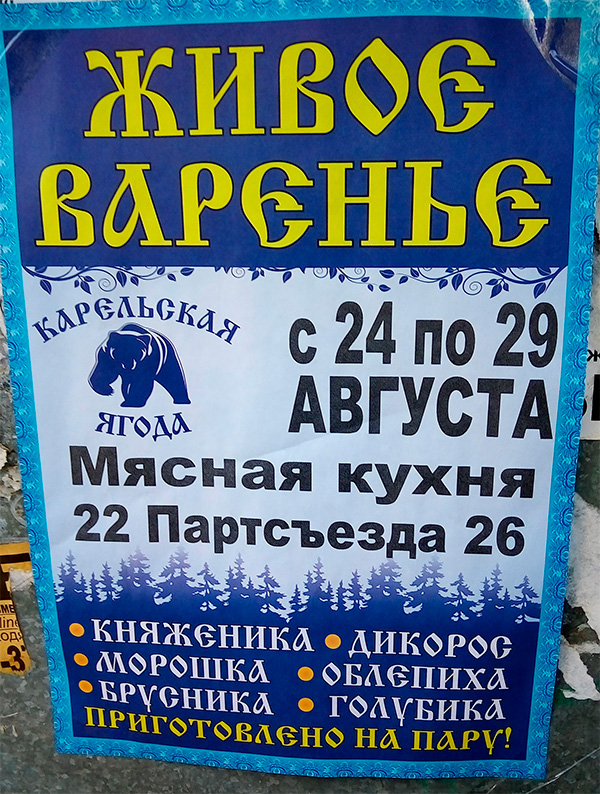 ЖИВОЕ
ВАРЕНЬЕ
КАРЕЛЬСКАЯ
ЯГОДА
с 24 по 29
АВГУСТА
Мясная кухня
22 Партсъезда 26
• КНЯЖЕНИКА • ДИКОРОС
• МОРОШКА • ОБЛЕПИХА
• БРУСНИКА • ГОЛУБИКА
ПРИГОТОВЛЕНО НА ПАРУ!